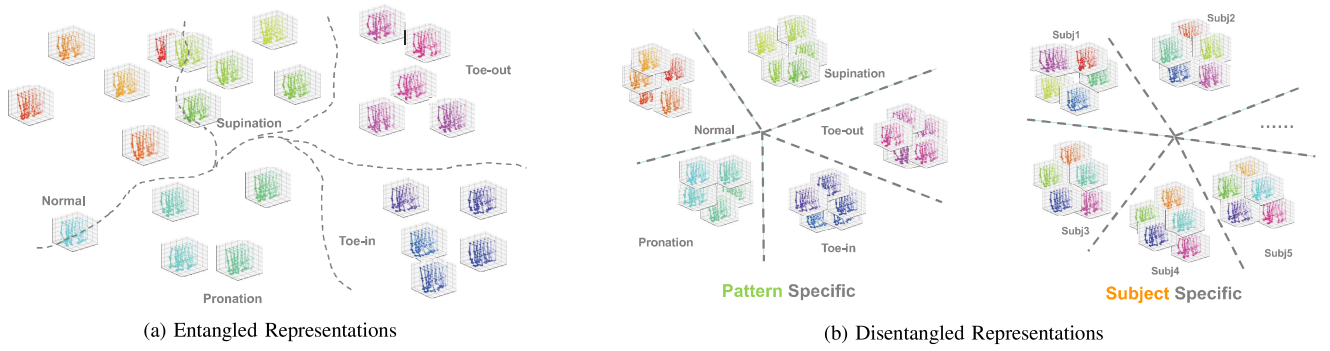 Toe-out
Supination
Normal
Toe-in
Pronation
(a) Entangled Representations
Supination
Normal
Toe-out
Pronation
Toe-in
Pattern Specific
Subj1
Subj2
......
Subj3
Subj4
Subj5
Subject Specific
(b) Disentangled Representations